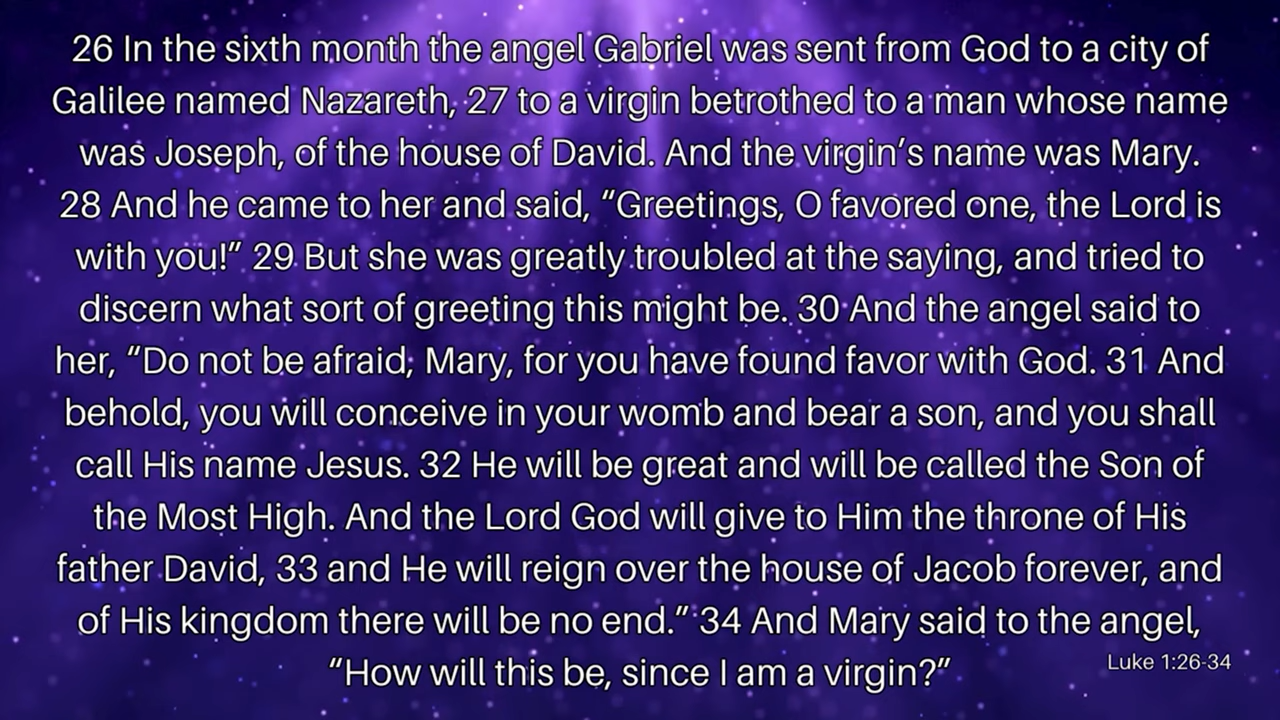 26 In the sixth month the angel Gabriel was sent from God to a city of
Galilee named Nazareth, 27 to a virgin betrothed to a man whose name
was Joseph, of the house of David. And the virgin’s name was Mary.
28 And he came to her and said, “Greetings, O favored one, the Lord is
with you!” 29 But she was greatly troubled at the saying, and tried to
discern what sort of greeting this might be. 30 And the angel said to
her, “Do not be afraid, Mary, for you have found favor with God. 31 And
behold, you will conceive in your womb and bear a son, and you shall
call His name Jesus. 32 He will be great and will be called the Son of
the Most High. And the Lord God will give to Him the throne of His
father David, 33 and He will reign over the house of Jacob forever, and
of His kingdom there will be no end.” 34 And Mary said to the angel,
“How will this be, since I am a virgin?”
Luke 1:26-34